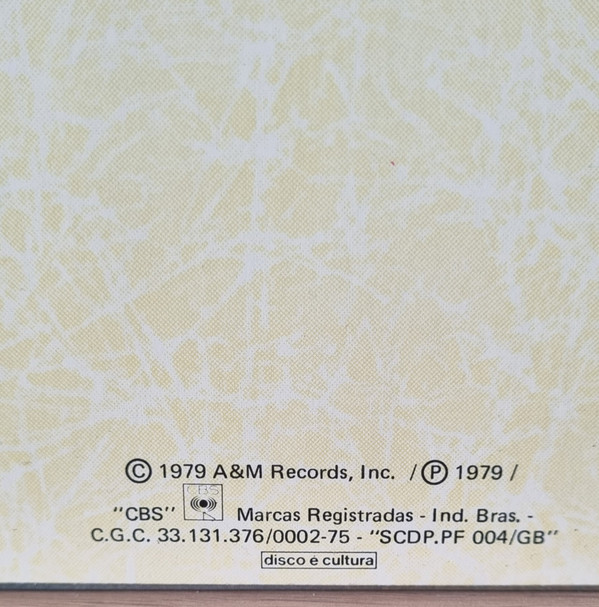 © 1979 A&M Records, Inc. / ℗ 1979 /
"CBS" CBS Marcas Registradas - Ind. Bras. -
C.G.C. 33.131.376/0002-75 - "SCDP.PF 004/GB"
disco é cultura